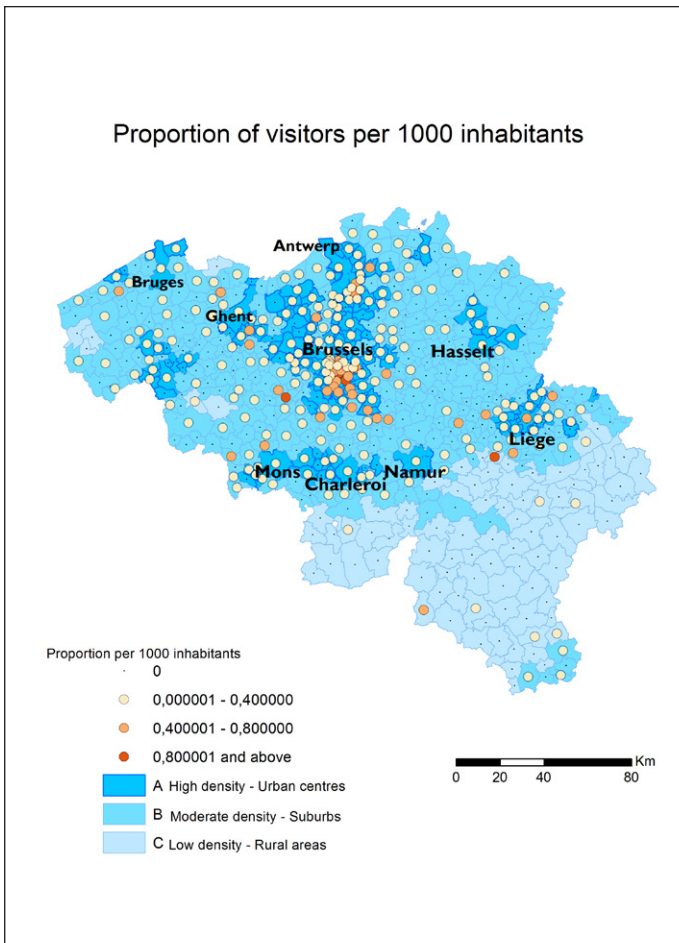 Proportion of visitors per 1000 inhabitants
Antwerp
Bruges
Ghent
Brussels
Hasselt
Liège
Mons
Namur
Charleroi
Proportion per 1000 inhabitants
0
0,000001 - 0,400000
0,400001 - 0,800000
0,800001 and above
A High density - Urban centres
B Moderate density - Suburbs
C Low density - Rural areas
Km
0 20 40 80